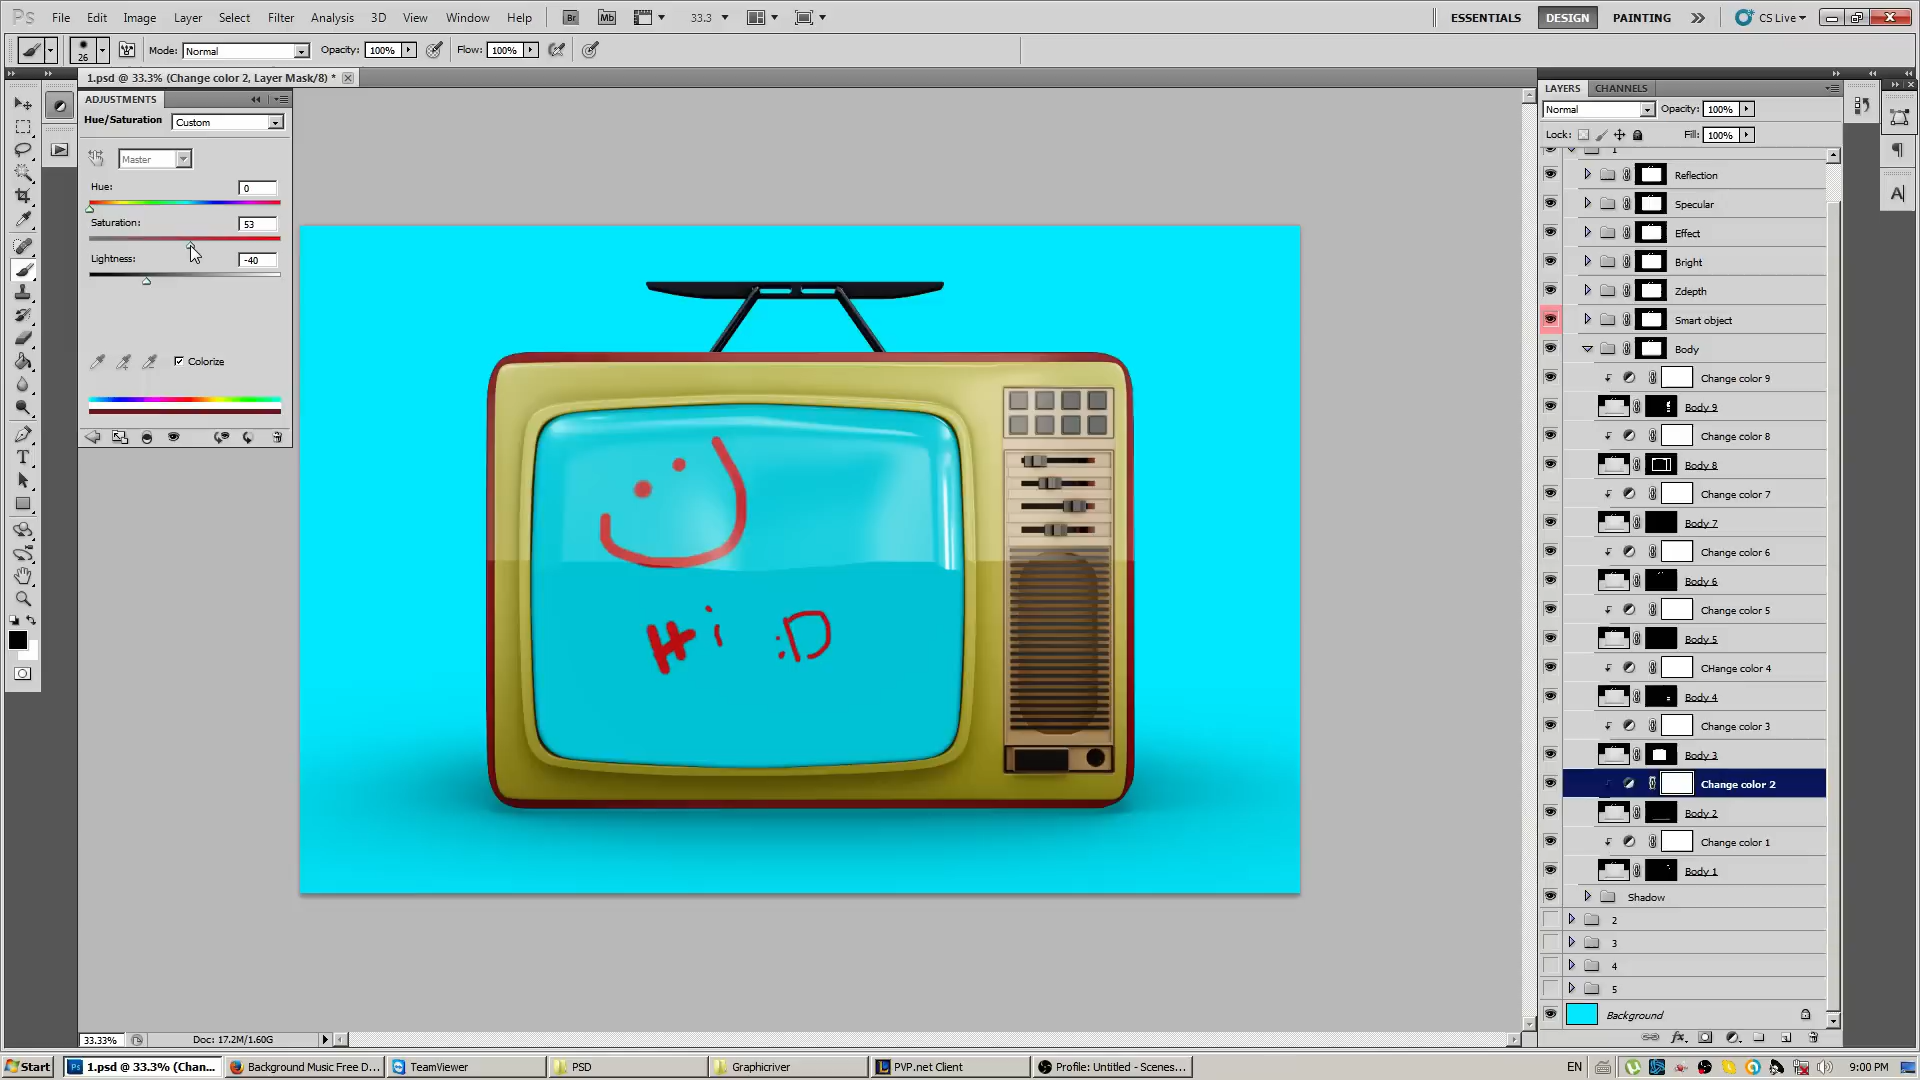 Ps File Edit Image Layer Select Filter Analysis 3D View Window Help Br Mb 33.3 ESSENTIALS DESIGN PAINTING CS Live
26 Mode: Normal Opacity: 100% Flow: 100%
1.psd @ 33.3% (Change color 2, Layer Mask/8) *
ADJUSTMENTS
Hue/Saturation Custom
Master
Hue: 0
Saturation: 53
Lightness: -40
Colorize
Hi :D
LAYERS CHANNELS
Normal Opacity: 100%
Lock: Fill: 100%
1
Reflection
Specular
Effect
Bright
Zdepth
Smart object
Body
Change color 9
Body 9
Change color 8
Body 8
Change color 7
Body 7
Change color 6
Body 6
Change color 5
Body 5
CHange color 4
Body 4
Change color 3
Body 3
Change color 2
Body 2
Change color 1
Body 1
Shadow
2
3
4
5
Background
33.33% Doc: 17.2M/1.60G
Start 1.psd @ 33.3% (Chan... Background Music Free D... TeamViewer PSD Graphicriver PVP.net Client Profile: Untitled - Scenes... EN 9:00 PM